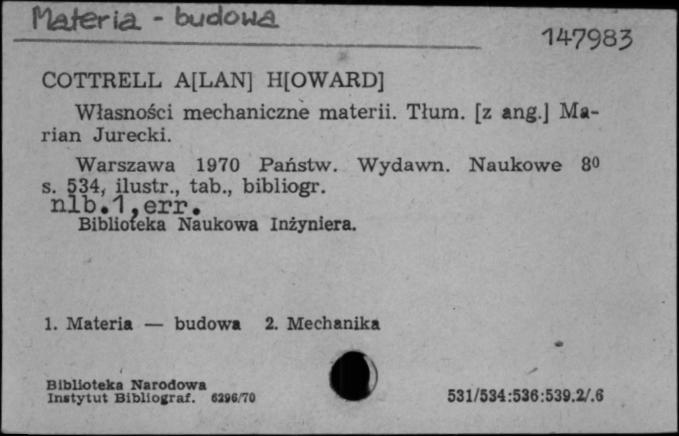 Materia - budowa
147983
COTTRELL A[LAN] H[OWARD]
Własności mechaniczne materii. Tłum. [z ang.] Ma-
rian Jurecki.
Warszawa 1970 Państw. Wydawn. Naukowe 8⁰
s. 534, ilustr., tab., bibliogr.
nlb.1,err.
Biblioteka Naukowa Inżyniera.
1. Materia — budowa 2. Mechanika
Biblioteka Narodowa
Instytut Bibliograf. 6296/70
531/534:536:539.2/.6